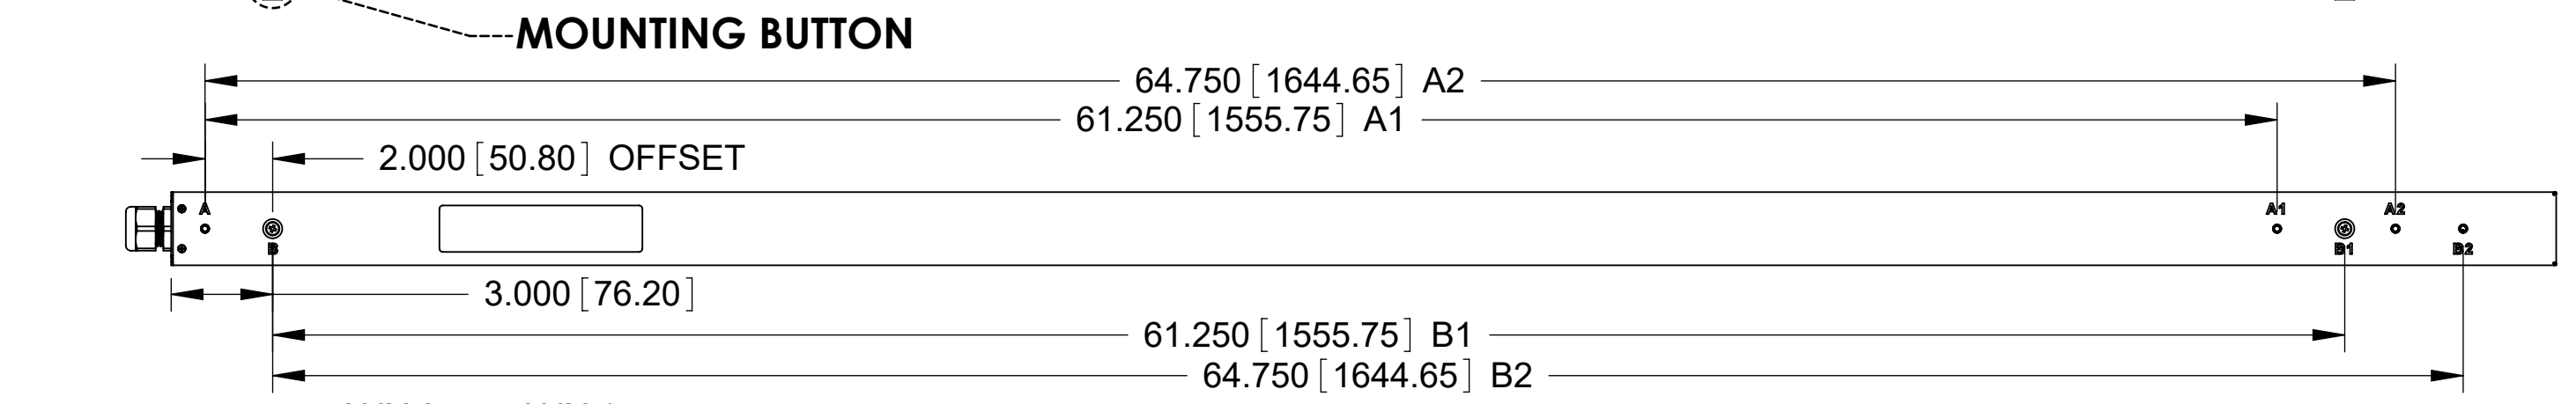 MOUNTING BUTTON
64.750 [1644.65] A2
61.250 [1555.75] A1
2.000 [50.80] OFFSET
A
A1
A2
B
B1
B2
3.000 [76.20]
61.250 [1555.75] B1
64.750 [1644.65] B2